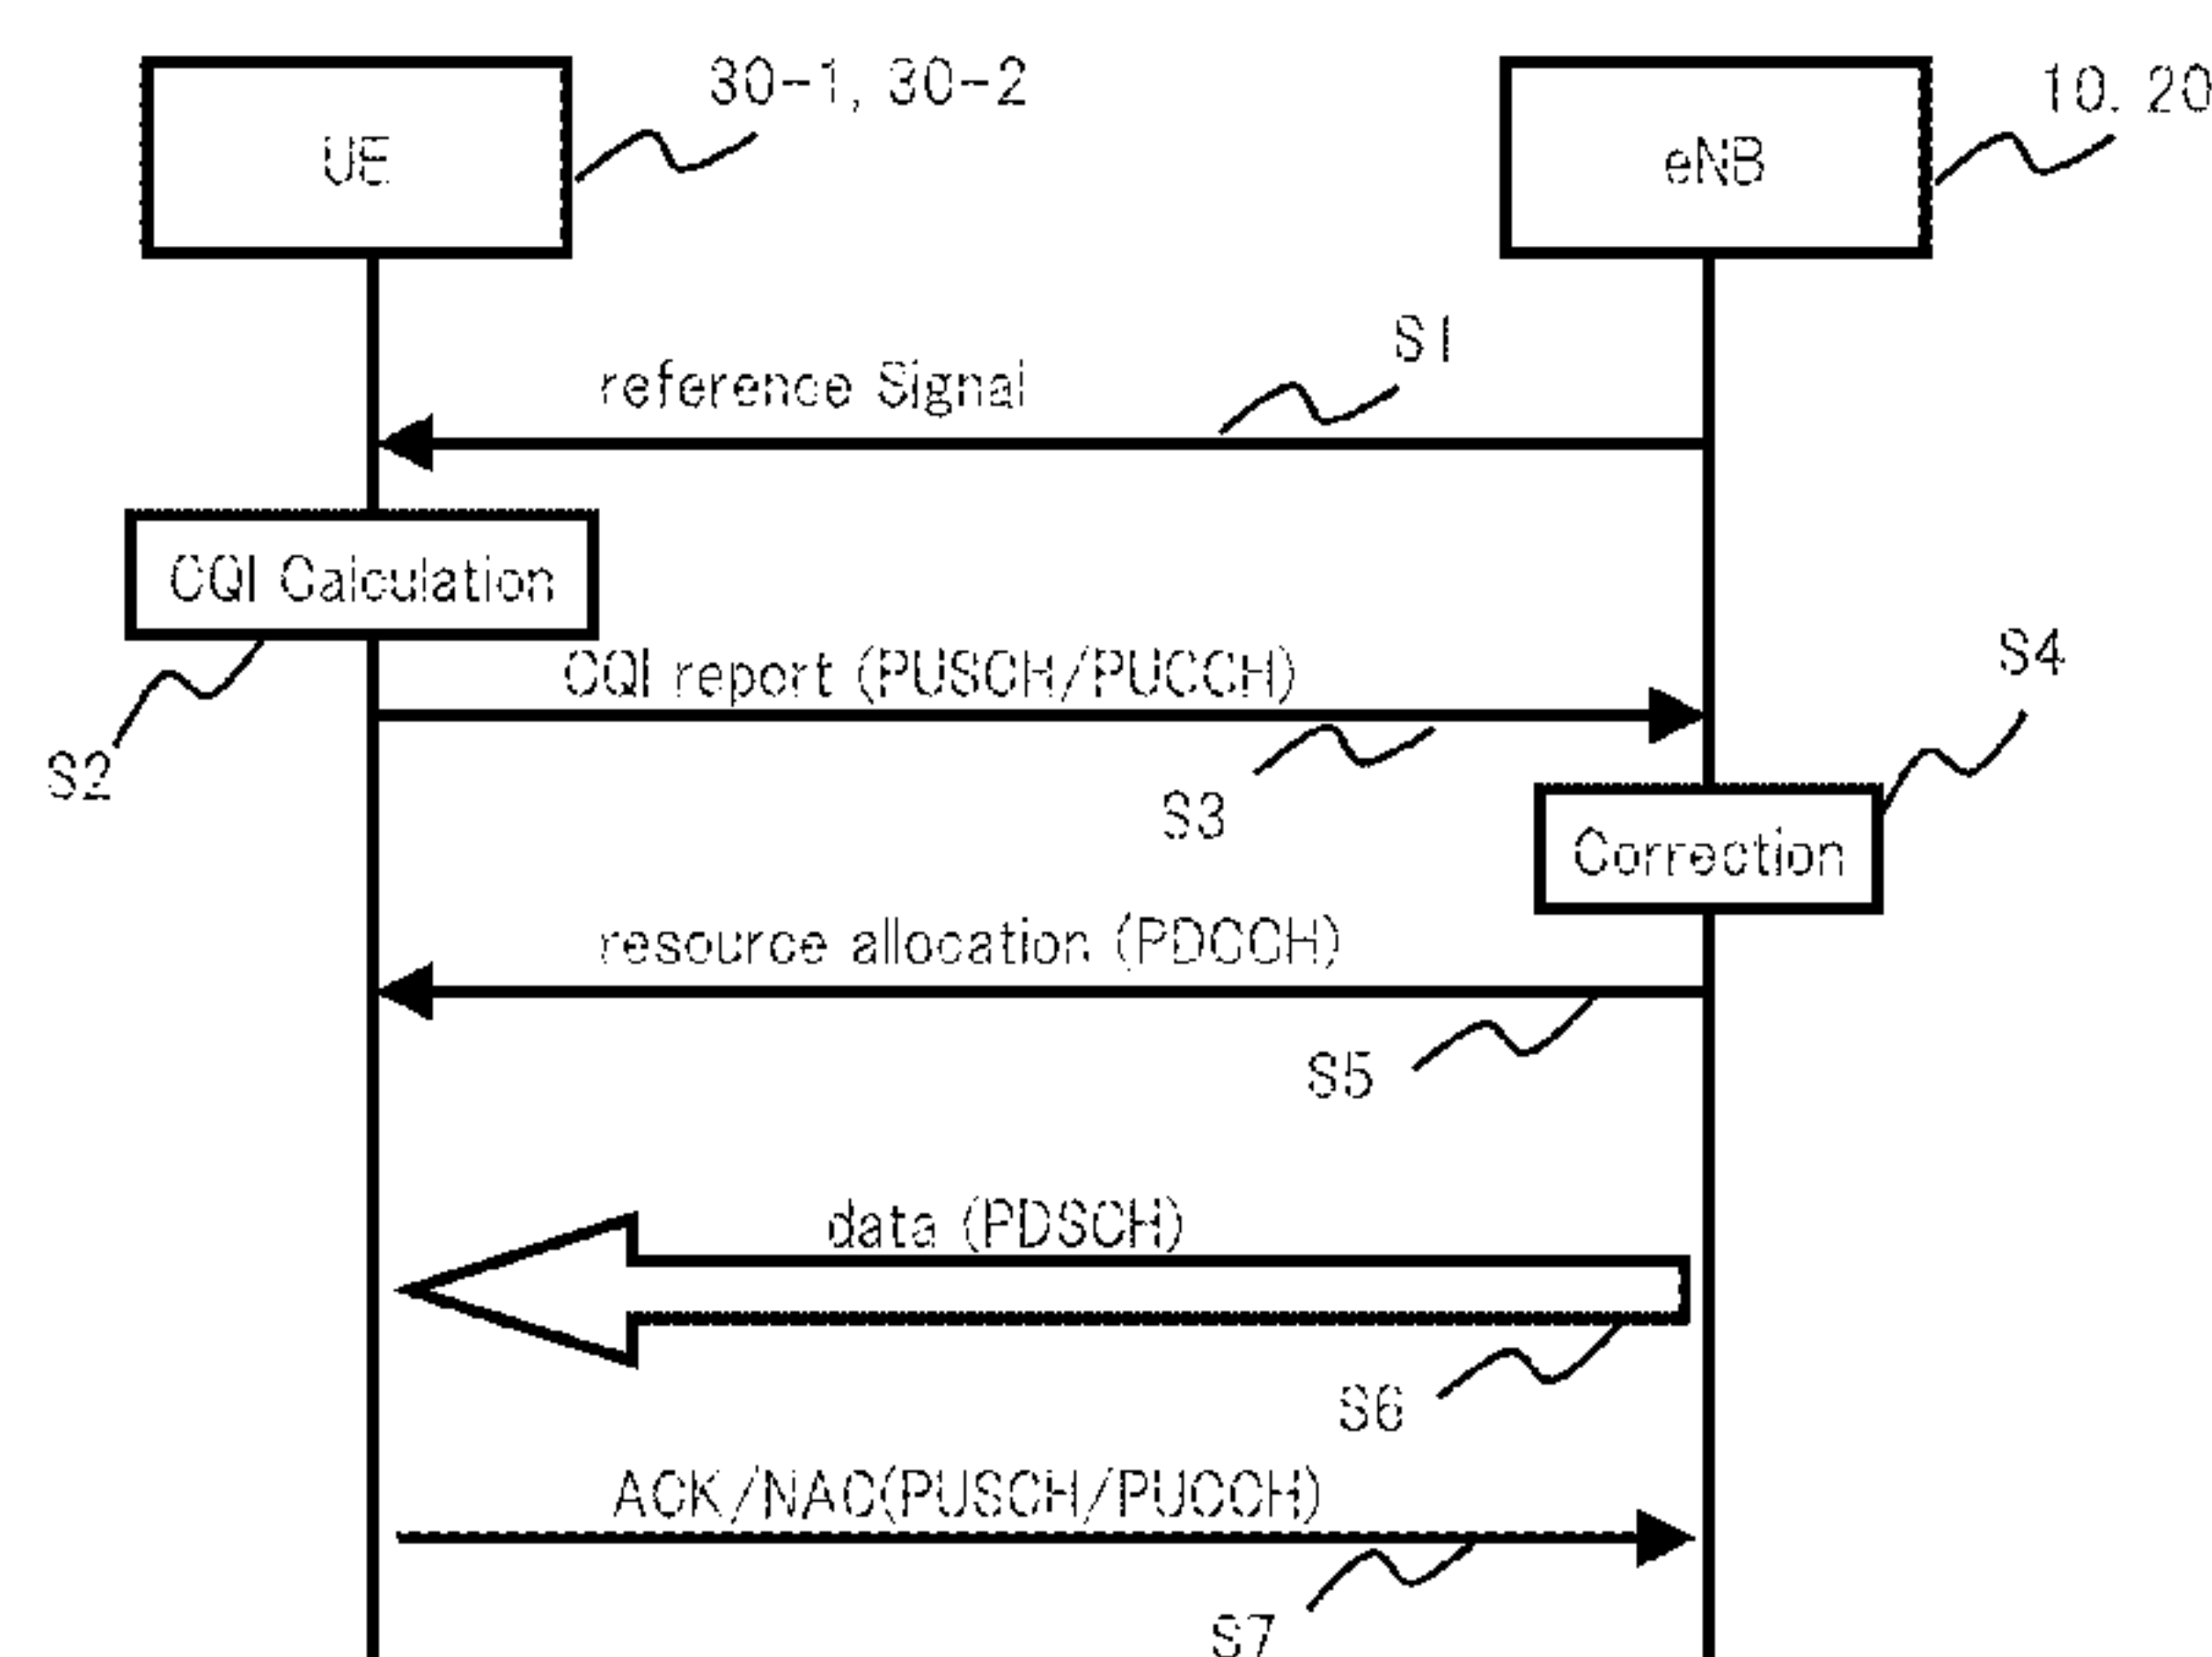 30-1, 30-2
10. 20
UE
eNB
S1
reference Signal
CQI Calculation
S4
CQI report (PUSCH/PUCCH)
S2
S3
Correction
resource allocation (PDCCH)
S5
data (PDSCH)
S6
ACK/NAC(PUSCH/PUCCH)
S7